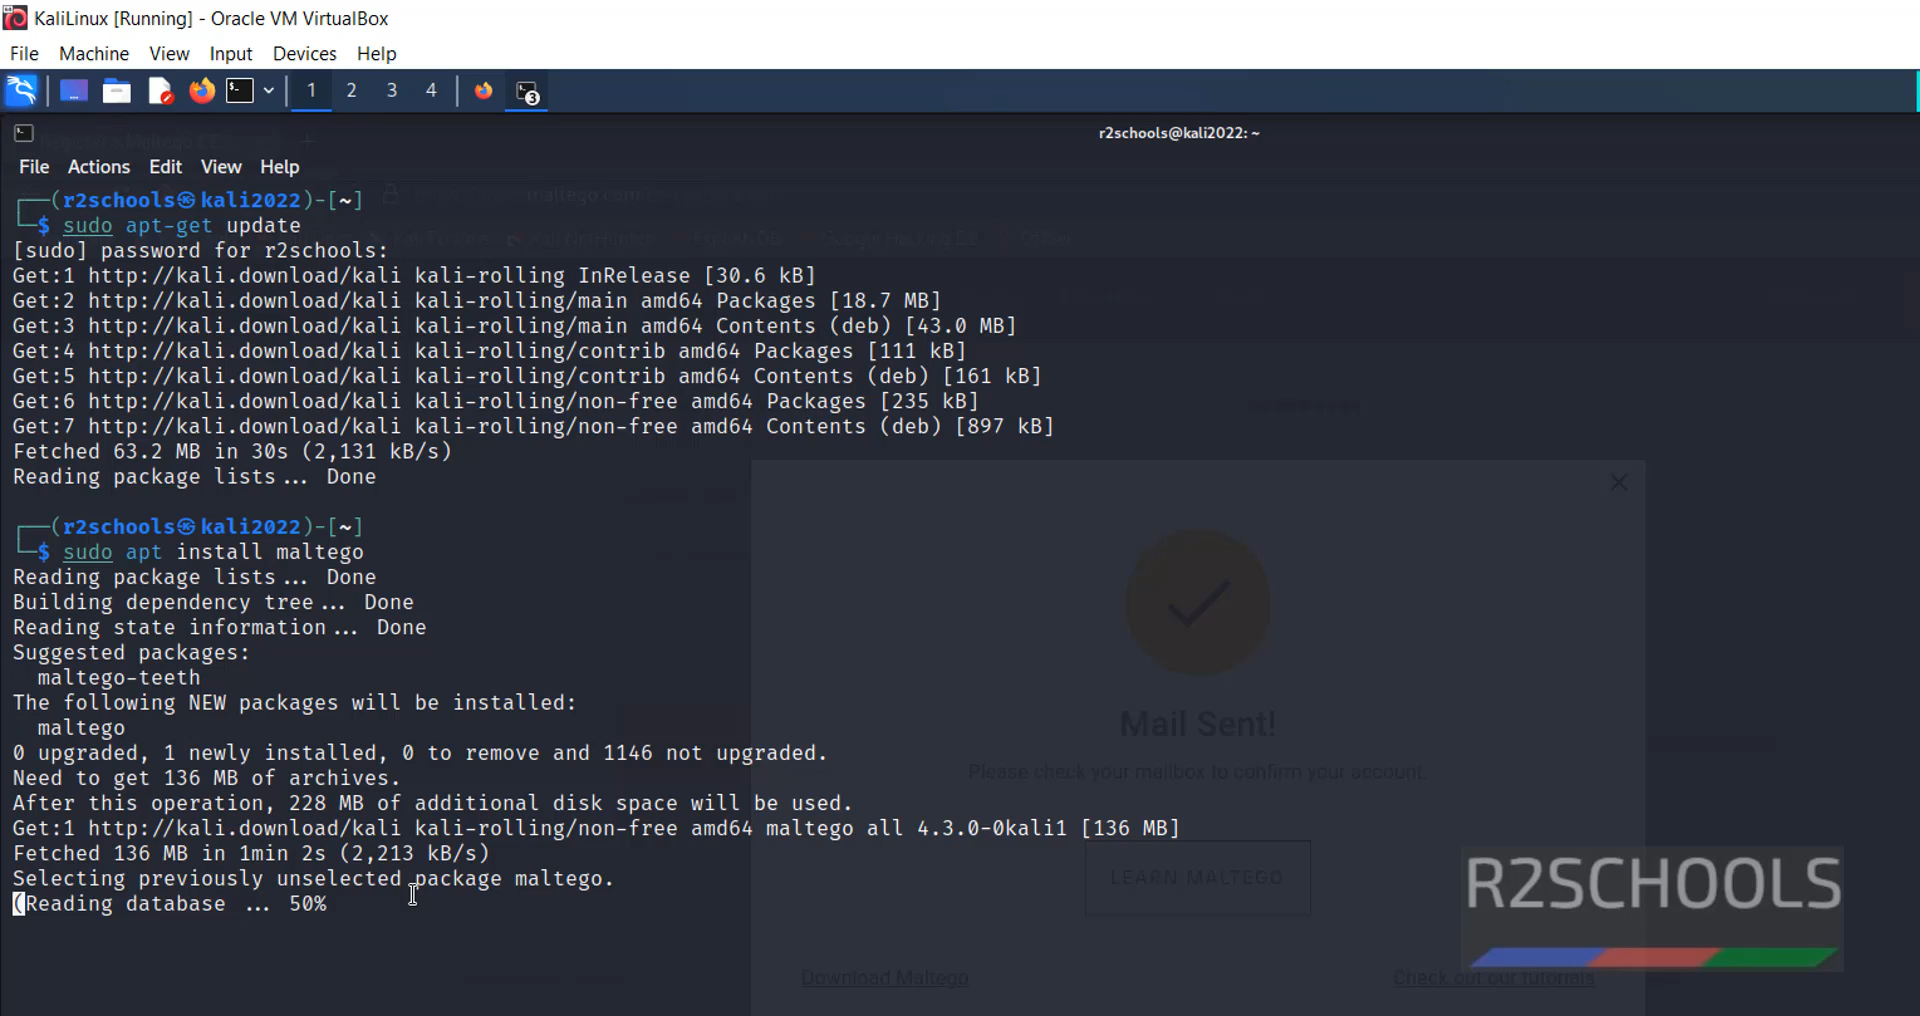 KaliLinux [Running] - Oracle VM VirtualBox
File Machine View Input Devices Help
1 2 3 4 3
r2schools@kali2022: ~
File Actions Edit View Help
maltego.com
┌──(r2schools㉿kali2022)-[~]
└─$ sudo apt-get update
[sudo] password for r2schools:
Get:1 http://kali.download/kali kali-rolling InRelease [30.6 kB]
Get:2 http://kali.download/kali kali-rolling/main amd64 Packages [18.7 MB]
Get:3 http://kali.download/kali kali-rolling/main amd64 Contents (deb) [43.0 MB]
Get:4 http://kali.download/kali kali-rolling/contrib amd64 Packages [111 kB]
Get:5 http://kali.download/kali kali-rolling/contrib amd64 Contents (deb) [161 kB]
Get:6 http://kali.download/kali kali-rolling/non-free amd64 Packages [235 kB]
Get:7 http://kali.download/kali kali-rolling/non-free amd64 Contents (deb) [897 kB]
Fetched 63.2 MB in 30s (2,131 kB/s)
Reading package lists... Done
┌──(r2schools㉿kali2022)-[~]
└─$ sudo apt install maltego
Reading package lists... Done
Building dependency tree... Done
Reading state information... Done
Suggested packages:
maltego-teeth
The following NEW packages will be installed:
maltego
0 upgraded, 1 newly installed, 0 to remove and 1146 not upgraded.
Need to get 136 MB of archives.
After this operation, 228 MB of additional disk space will be used.
Get:1 http://kali.download/kali kali-rolling/non-free amd64 maltego all 4.3.0-0kali1 [136 MB]
Fetched 136 MB in 1min 2s (2,213 kB/s)
Selecting previously unselected package maltego.
(Reading database ... 50%
Mail Sent!
Please check your mailbox to confirm your account.
LEARN MALTEGO
Download Maltego
Check out our tutorials
R2SCHOOLS